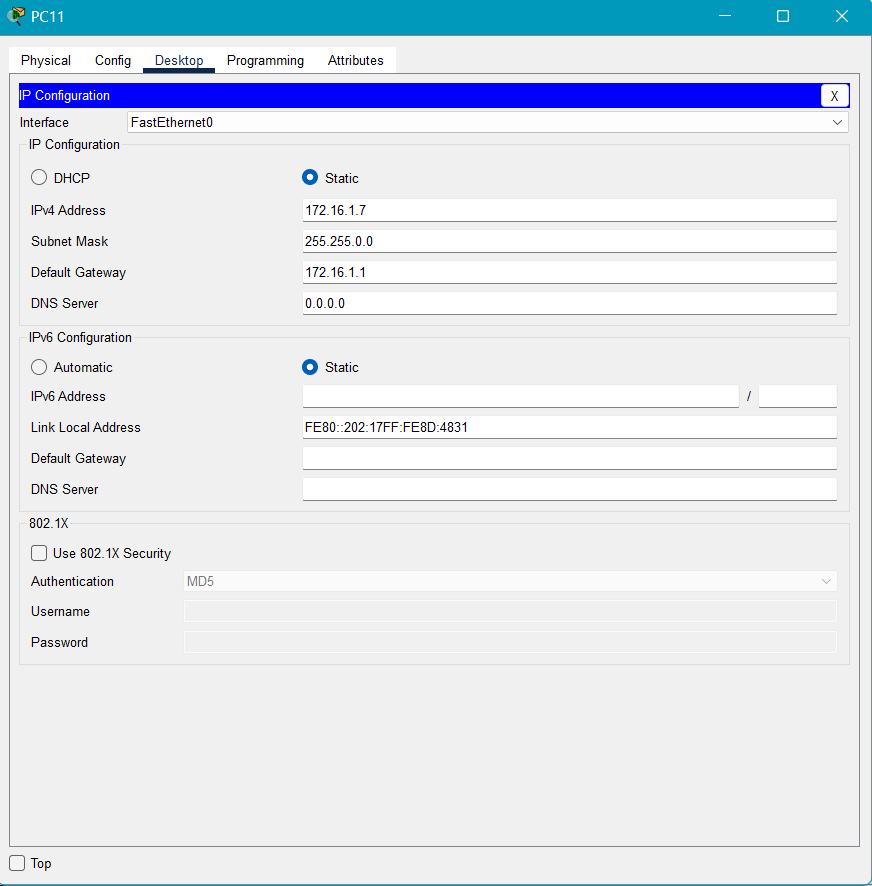 PC11
Physical Config Desktop Programming Attributes
IP Configuration X
Interface FastEthernet0
IP Configuration
DHCP Static
IPv4 Address 172.16.1.7
Subnet Mask 255.255.0.0
Default Gateway 172.16.1.1
DNS Server 0.0.0.0
IPv6 Configuration
Automatic Static
IPv6 Address /
Link Local Address FE80::202:17FF:FE8D:4831
Default Gateway
DNS Server
802.1X
Use 802.1X Security
Authentication MD5
Username
Password
Top